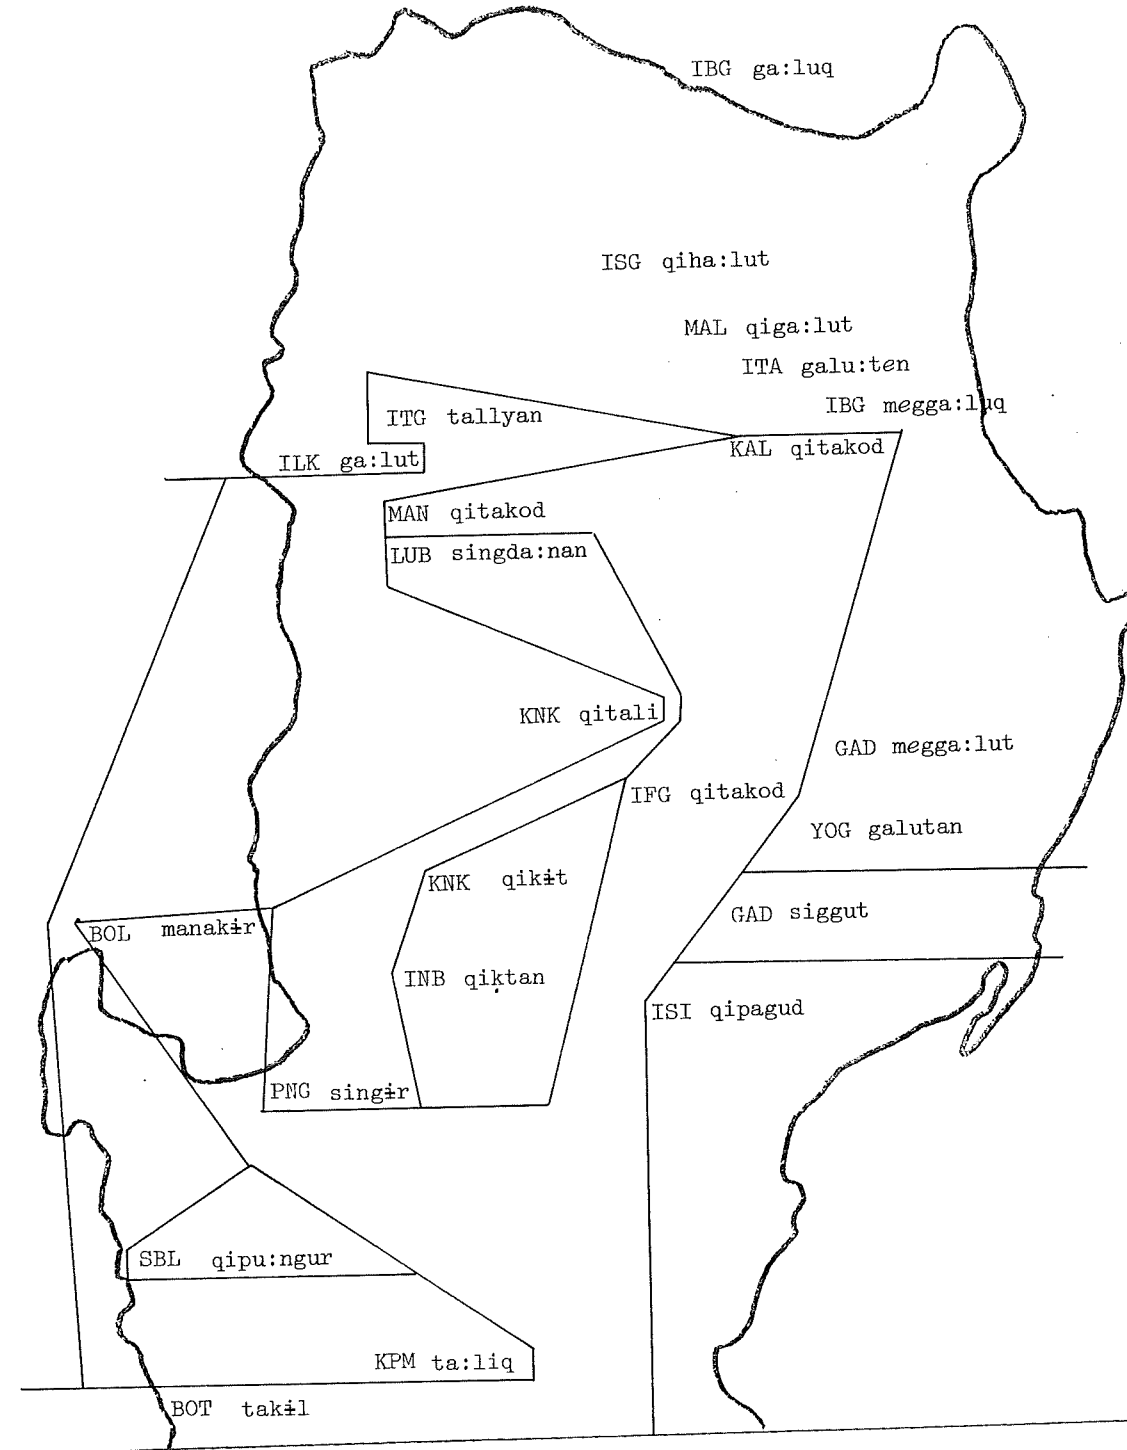 IBG ga:luq
ISG qiha:lut
MAL qiga:lut
ITA galu:ten
IBG megga:luq
ITG tallyan
KAL qitakod
ILK ga:lut
MAN qitakod
LUB singda:nan
KNK qitali
GAD megga:lut
IFG qitakod
YOG galutan
KNK qikɨt
GAD siggut
BOL manakɨr
INB qiktan
ISI qipagud
PNG singɨr
SBL qipu:ngur
KPM ta:liq
BOT takɨl